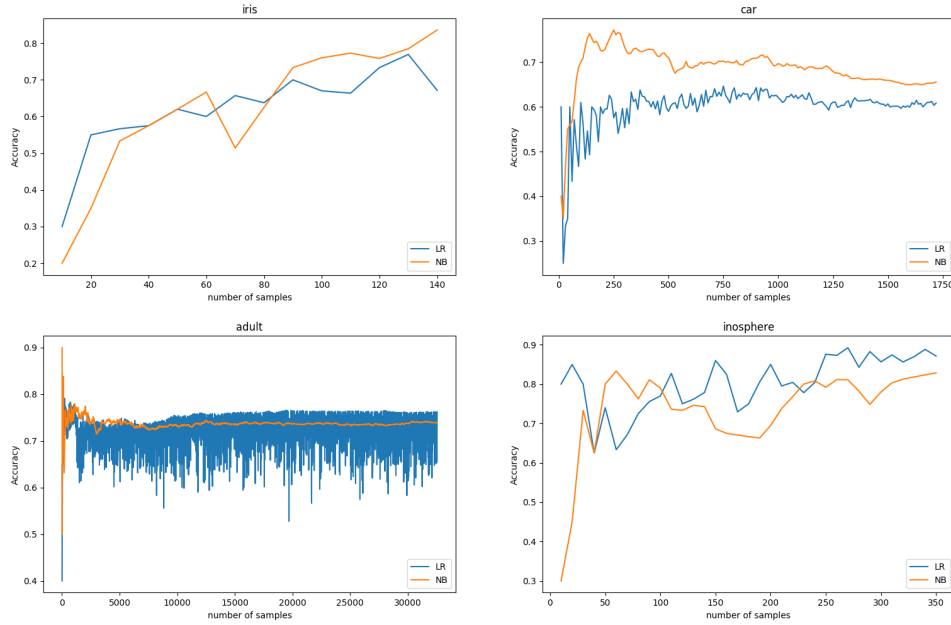 iris
Accuracy
0.8
0.7
0.6
0.5
0.4
0.3
0.2
20
40
60
80
100
120
140
number of samples
LR
NB
car
Accuracy
0.7
0.6
0.5
0.4
0.3
0
250
500
750
1000
1250
1500
1750
number of samples
LR
NB
adult
Accuracy
0.9
0.8
0.7
0.6
0.5
0.4
0
5000
10000
15000
20000
25000
30000
number of samples
LR
NB
inosphere
Accuracy
0.9
0.8
0.7
0.6
0.5
0.4
0.3
0
50
100
150
200
250
300
350
number of samples
LR
NB